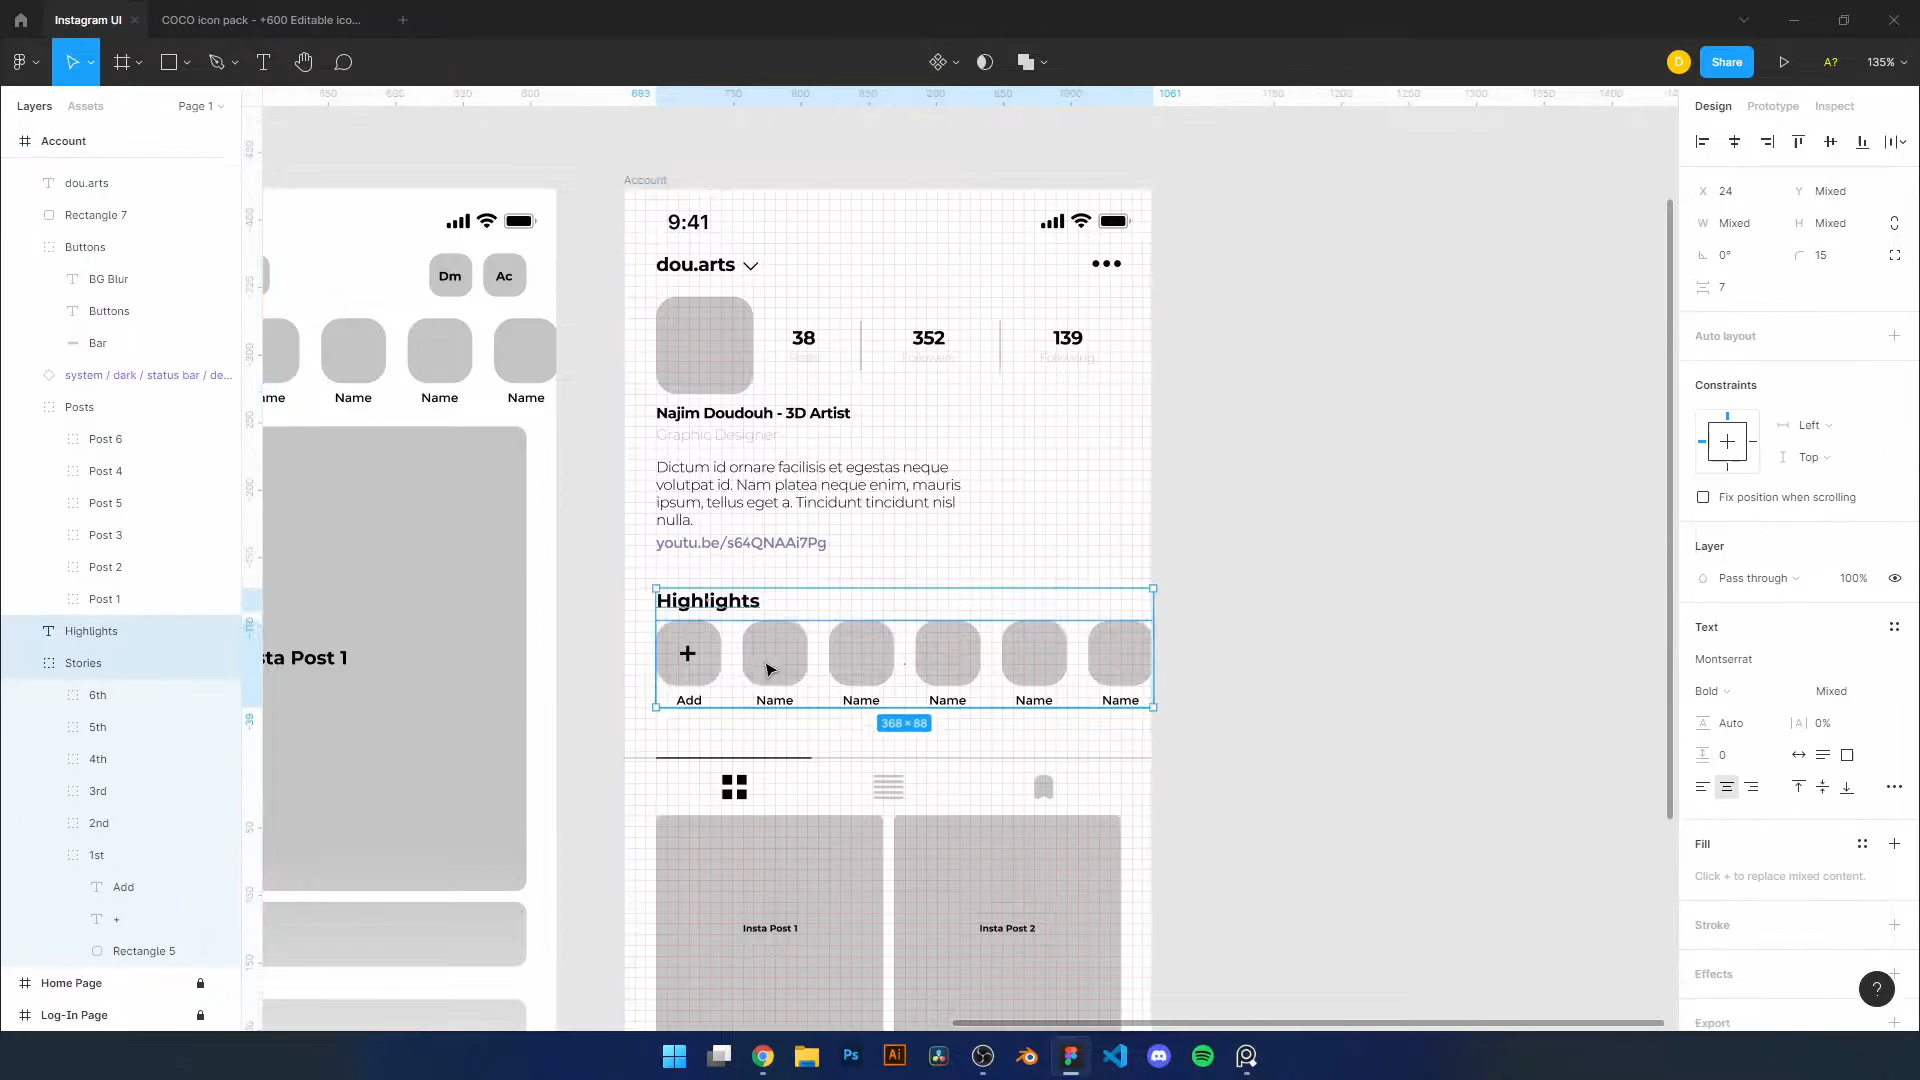 Instagram UI
COCO icon pack - +600 Editable ico...
D
Share
A?
135%
Layers
Assets
Page 1
693
1061
Design
Prototype
Inspect
Account
dou.arts
Rectangle 7
Buttons
BG Blur
Buttons
Bar
system / dark / status bar / de...
Posts
Post 6
Post 4
Post 5
Post 3
Post 2
Post 1
Highlights
Stories
6th
5th
4th
3rd
2nd
1st
Add
+
Rectangle 5
Home Page
Log-In Page
Dm
Ac
Name
Name
Name
sta Post 1
Account
9:41
dou.arts
38
352
139
Posts
Followers
Following
Najim Doudouh - 3D Artist
Graphic Designer
Dictum id ornare facilisis et egestas neque
volutpat id. Nam platea neque enim, mauris
ipsum, tellus eget a. Tincidunt tincidunt nisl
nulla.
youtu.be/s64QNAAi7Pg
Highlights
+
Add
Name
Name
Name
Name
Name
368 × 88
Insta Post 1
Insta Post 2
X 24
Y Mixed
W Mixed
H Mixed
0°
15
7
Auto layout
Constraints
Left
Top
Fix position when scrolling
Layer
Pass through
100%
Text
Montserrat
Bold
Mixed
A Auto
|A| 0%
0
Fill
Click + to replace mixed content.
Stroke
Effects
Export
?
Ps
Ai